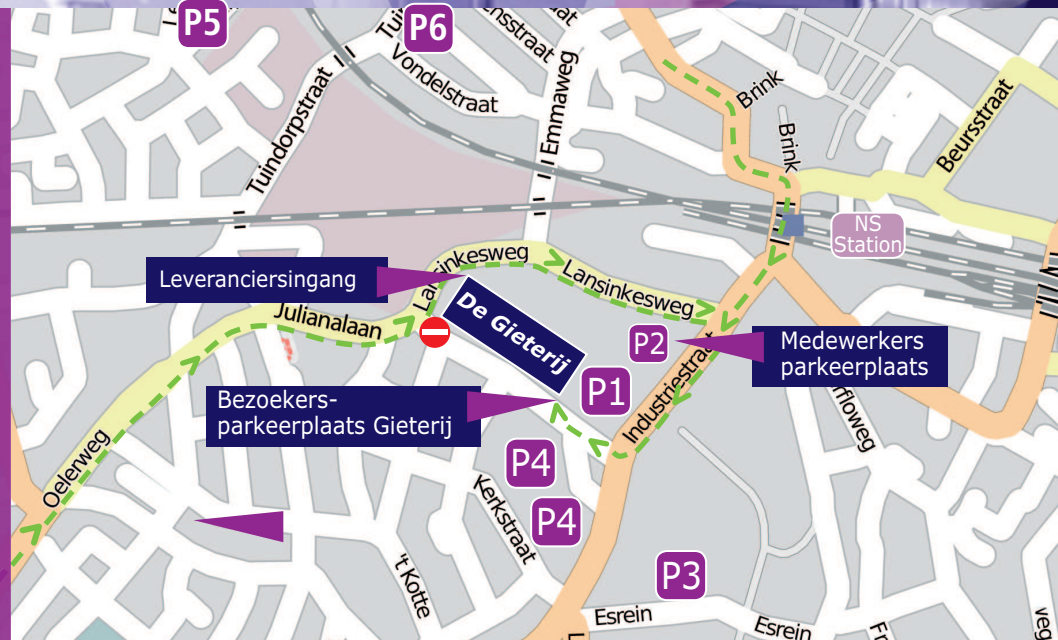 P5
P6
Vondelstraat
Tuindorpstraat
Emmaweg
Brink
Brink
Beursstraat
NS
Station
Leveranciersingang
Lansinkesweg
Lansinkesweg
Julianalaan
De Gieterij
P2
Medewerkers
parkeerplaats
P1
Industriestraat
Bezoekers-
parkeerplaats Gieterij
Oelerweg
P4
P4
Kerkstraat
't Kotte
P3
Esrein
Esrein